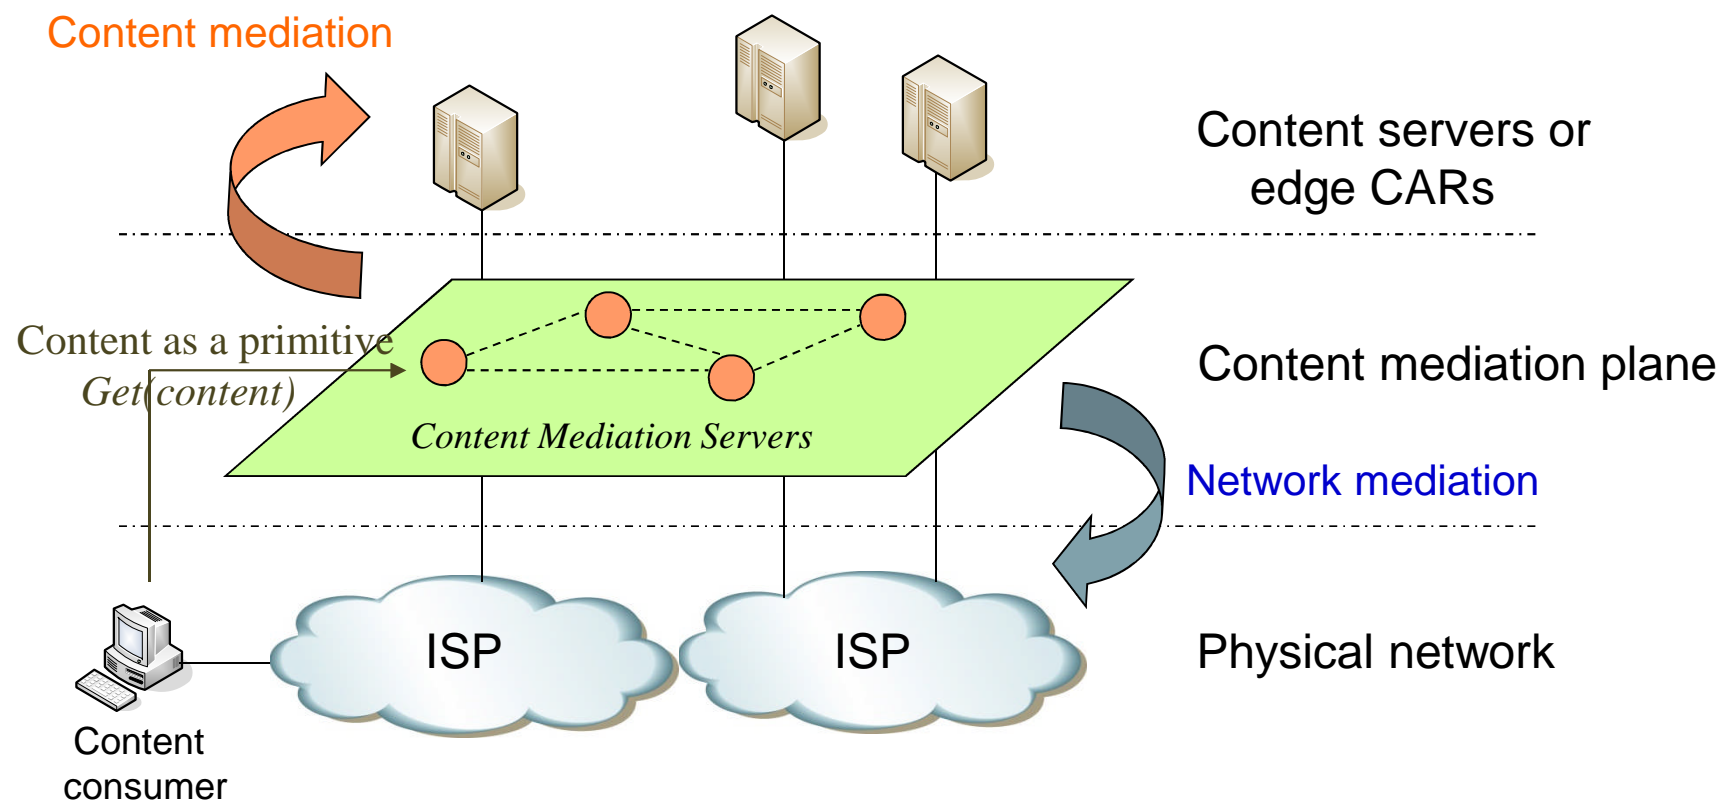 Content mediation
Content servers or
edge CARs
Content as a primitive
Get(content)
Content mediation plane
Content Mediation Servers
Network mediation
ISP
ISP
Physical network
Content
consumer